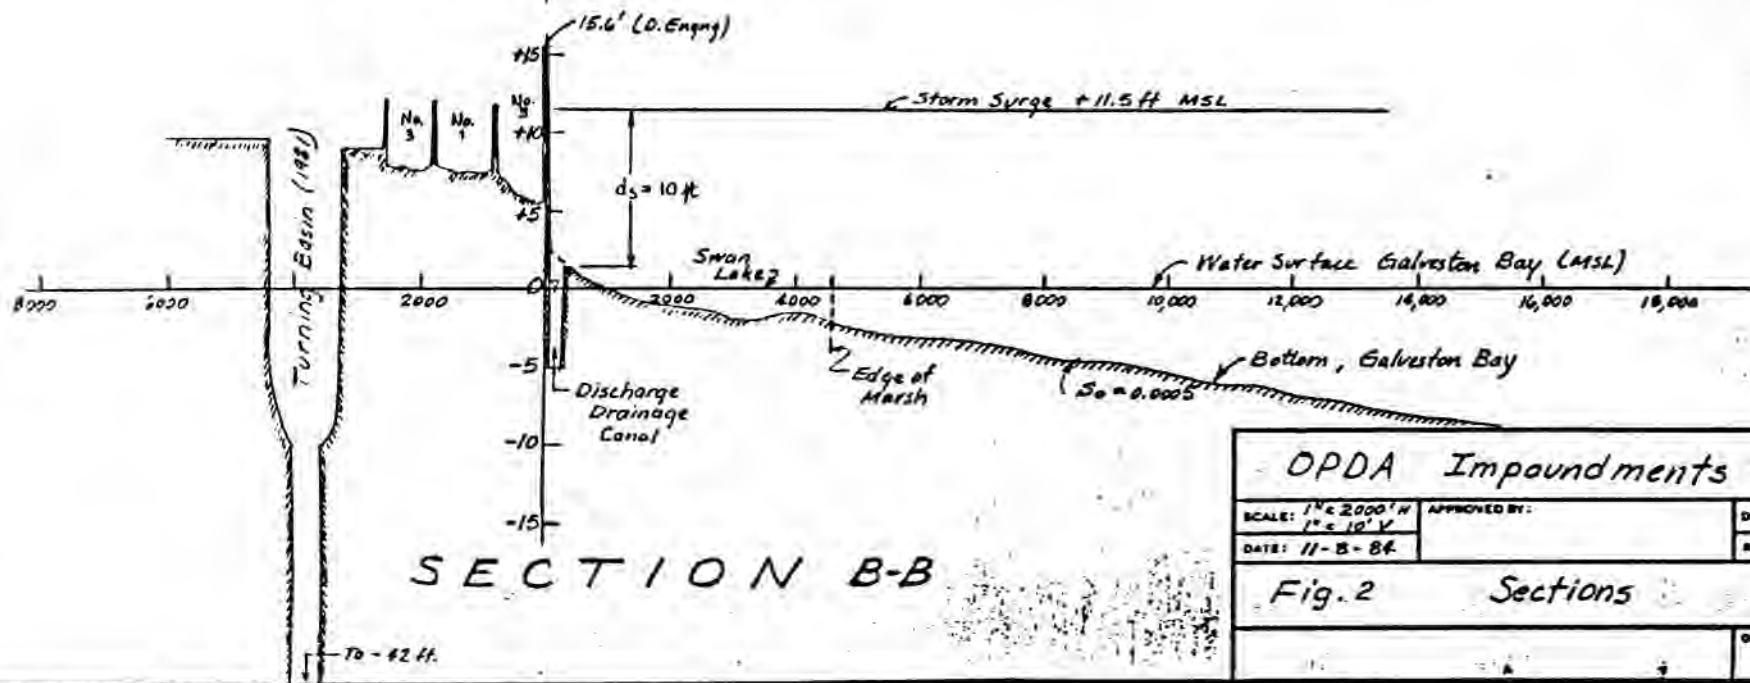 15.6' (D.Engng)
+15
Storm Surge +11.5 ft MSL
No.
3
No.
1
No.
+10
Turning Basin (1981)
ds = 10 ft
+5
Swan
Lake
Water Surface Galveston Bay (MSL)
0
8000
6000
2000
2000
4000
6000
8000
10,000
12,000
14,000
16,000
18,000
-5
Discharge
Drainage
Canal
Edge of
Marsh
So = 0.0005
Bottom, Galveston Bay
-10
-15
SECTION B-B
To - 42 ft.
OPDA Impoundments
SCALE: 1" = 2000' H
1" = 10' V
APPROVED BY:
DATE: 11-8-84
Fig. 2 Sections